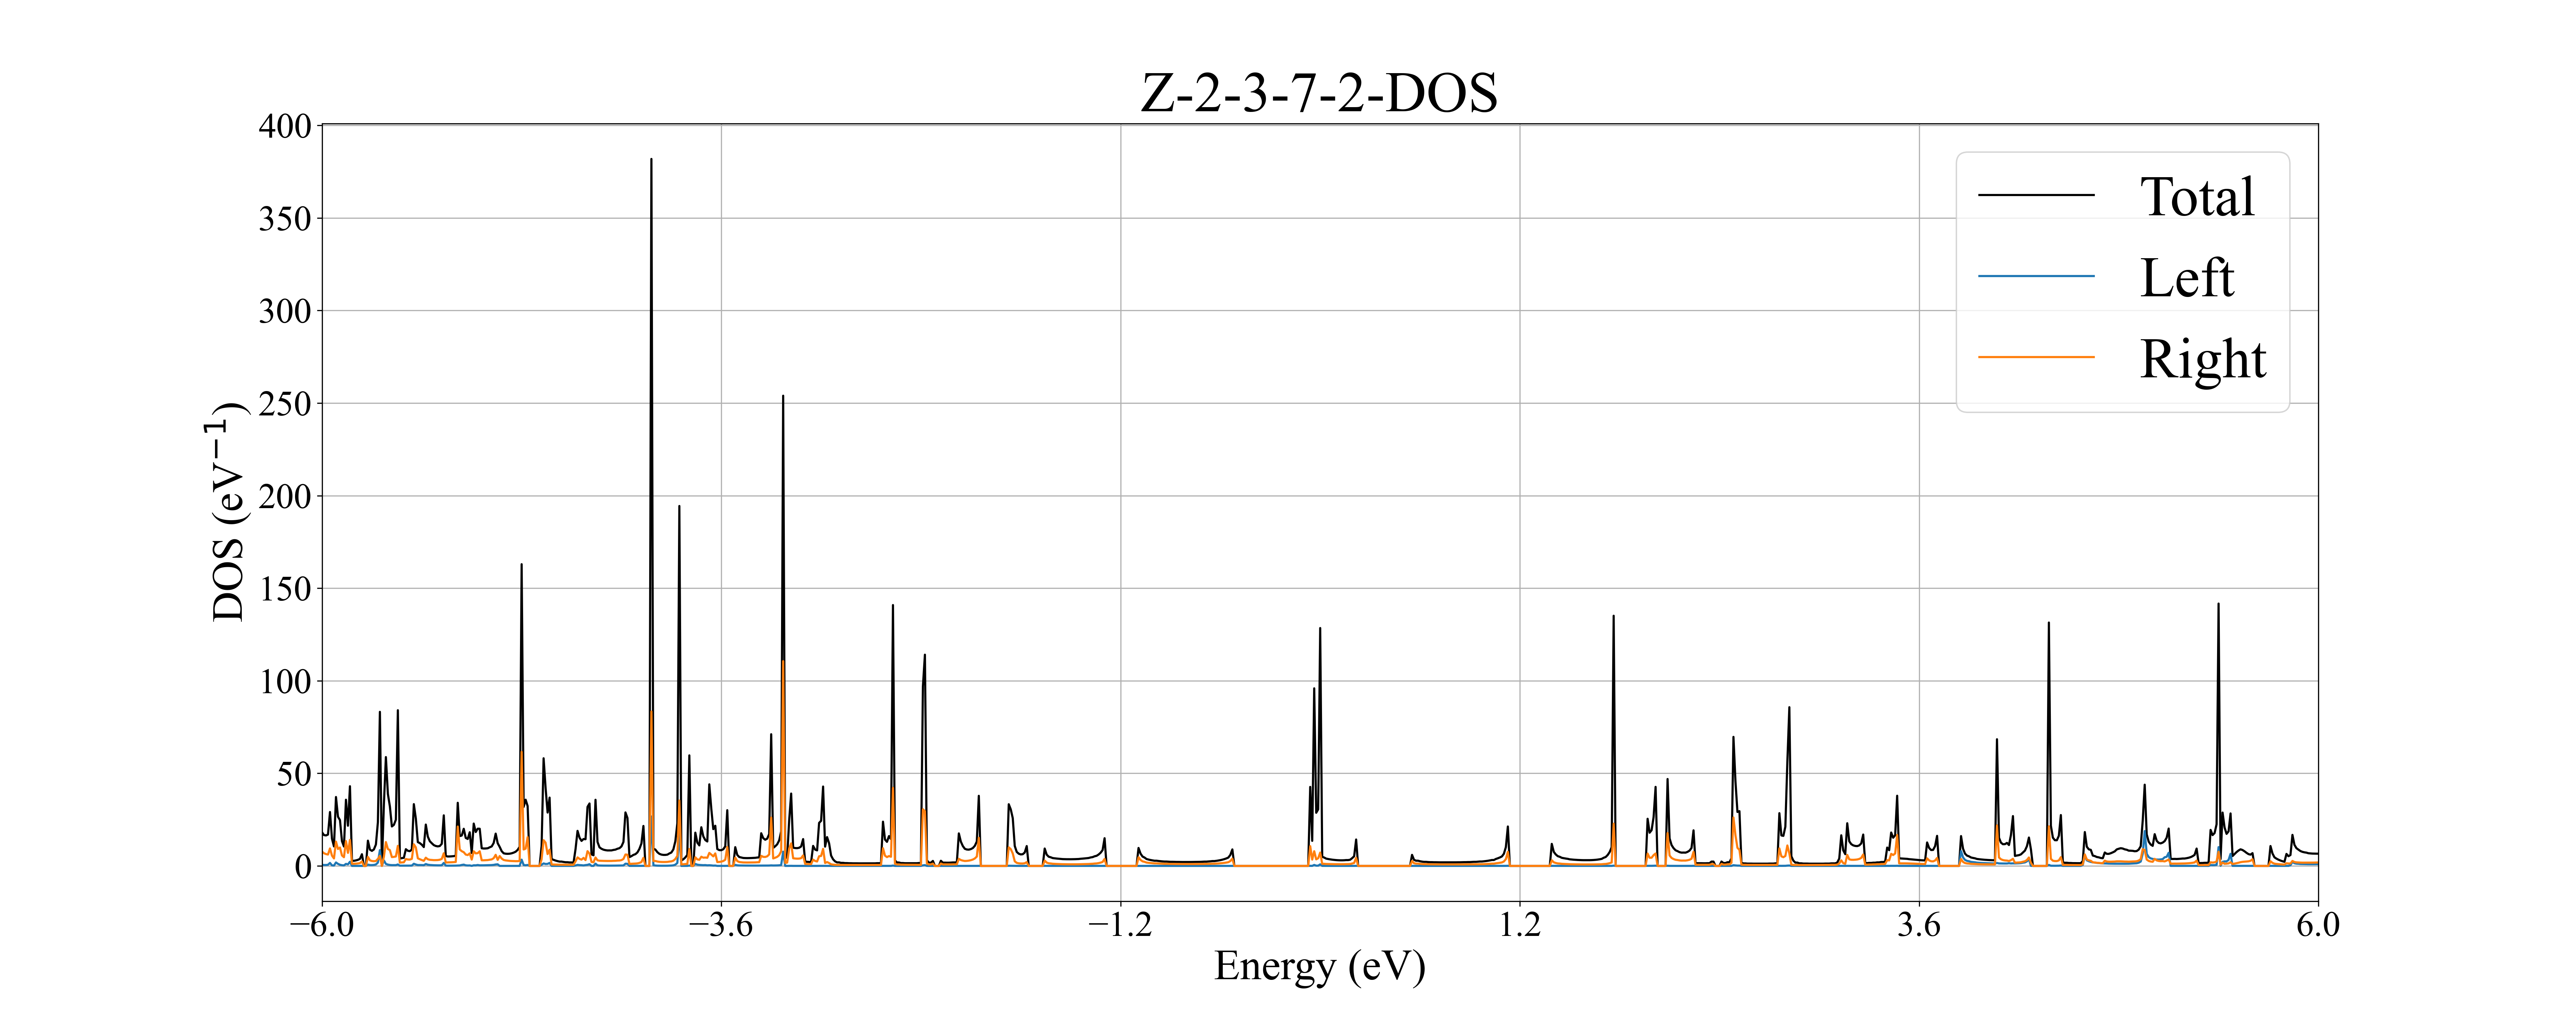 Z-2-3-7-2-DOS
400
350
300
250
200
150
100
50
0
DOS (eV⁻¹)
Total
Left
Right
−6.0 −3.6 −1.2 1.2 3.6 6.0
Energy (eV)